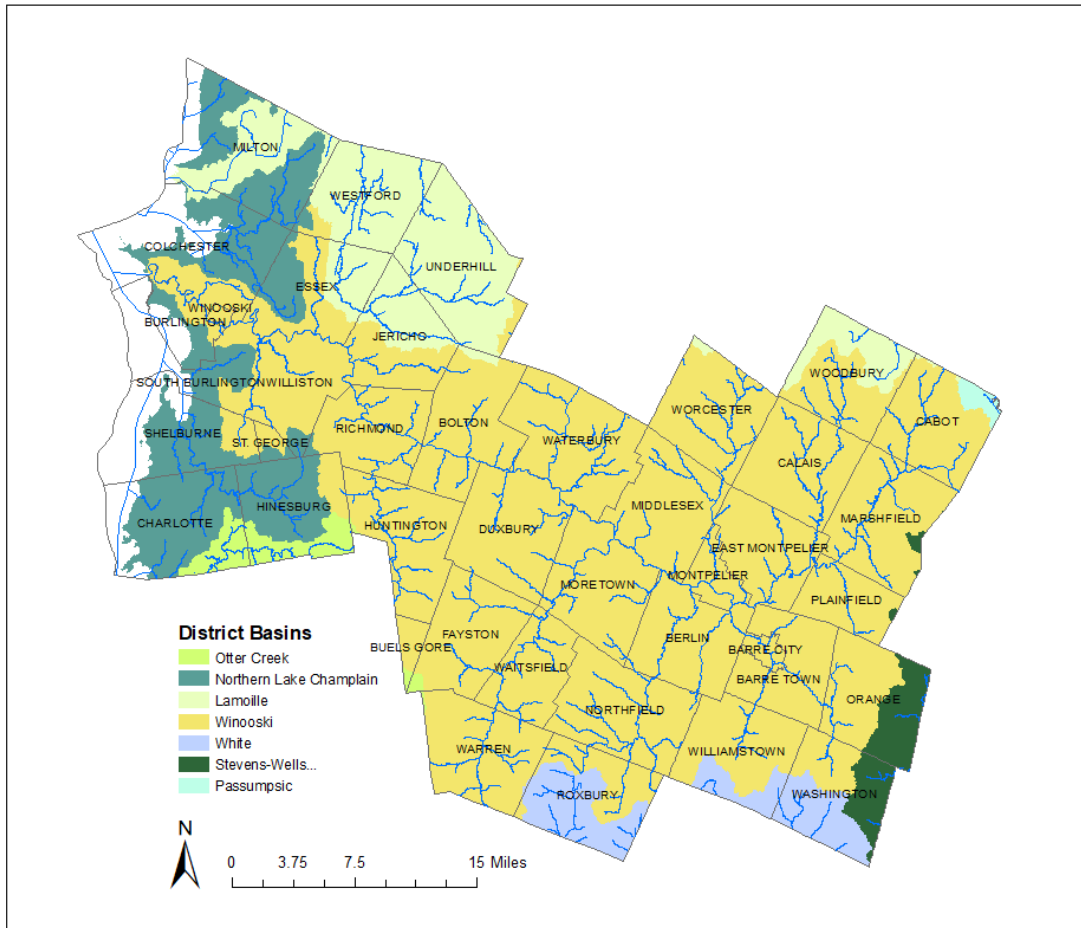 MILTON
WESTFORD
COLCHESTER
UNDERHILL
ESSEX
WINOOSKI
BURLINGTON
JERICHO
WOODBURY
SOUTH BURLINGTON
WILLISTON
WORCESTER
CABOT
RICHMOND
BOLTON
SHELBURNE
ST. GEORGE
WATERBURY
CALAIS
HINESBURG
MIDDLESEX
MARSHFIELD
CHARLOTTE
HUNTINGTON
DUXBURY
EAST MONTPELIER
MONTPELIER
MORETOWN
PLAINFIELD
FAYSTON
BERLIN
BUELS GORE
BARRE CITY
WAITSFIELD
BARRE TOWN
ORANGE
NORTHFIELD
WARREN
WILLIAMSTOWN
ROXBURY
WASHINGTON
District Basins
Otter Creek
Northern Lake Champlain
Lamoille
Winooski
White
Stevens-Wells...
Passumpsic
N
0 3.75 7.5 15 Miles